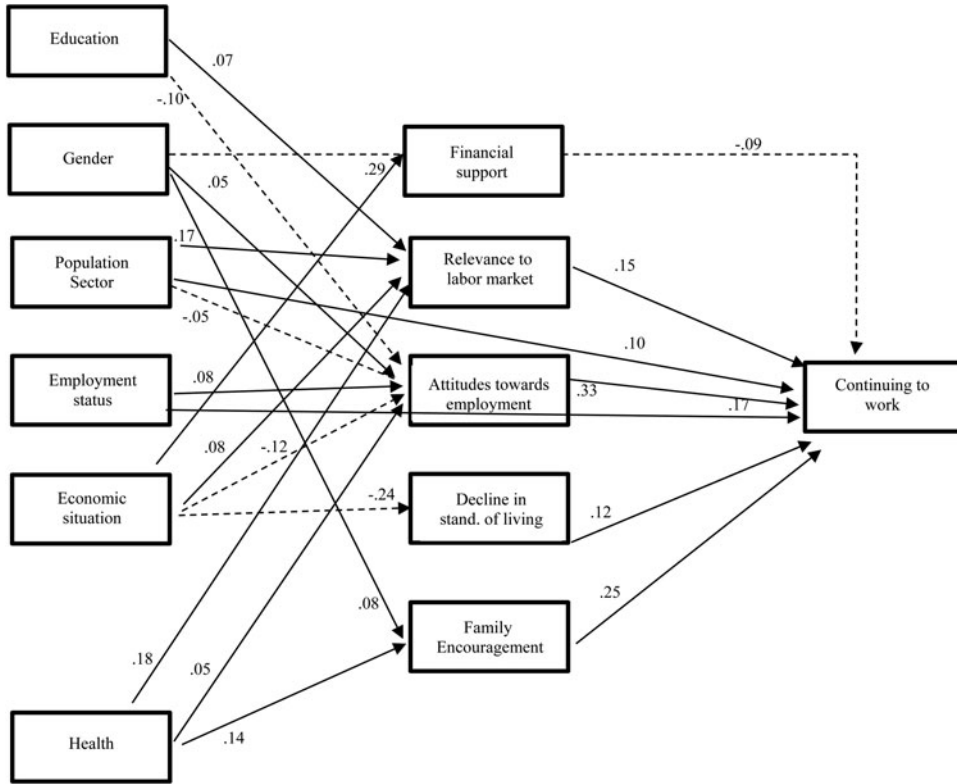 Education
.07
-.10
Gender
Financial
support
-.09
.05
.29
Population
Sector
.17
Relevance to
labor market
.15
-.05
.10
Employment
status
.08
Attitudes towards
employment
.33
.17
Continuing to
work
Economic
situation
.08
-.12
-.24
Decline in
stand. of living
.12
.08
Family
Encouragement
.25
.18
.05
Health
.14